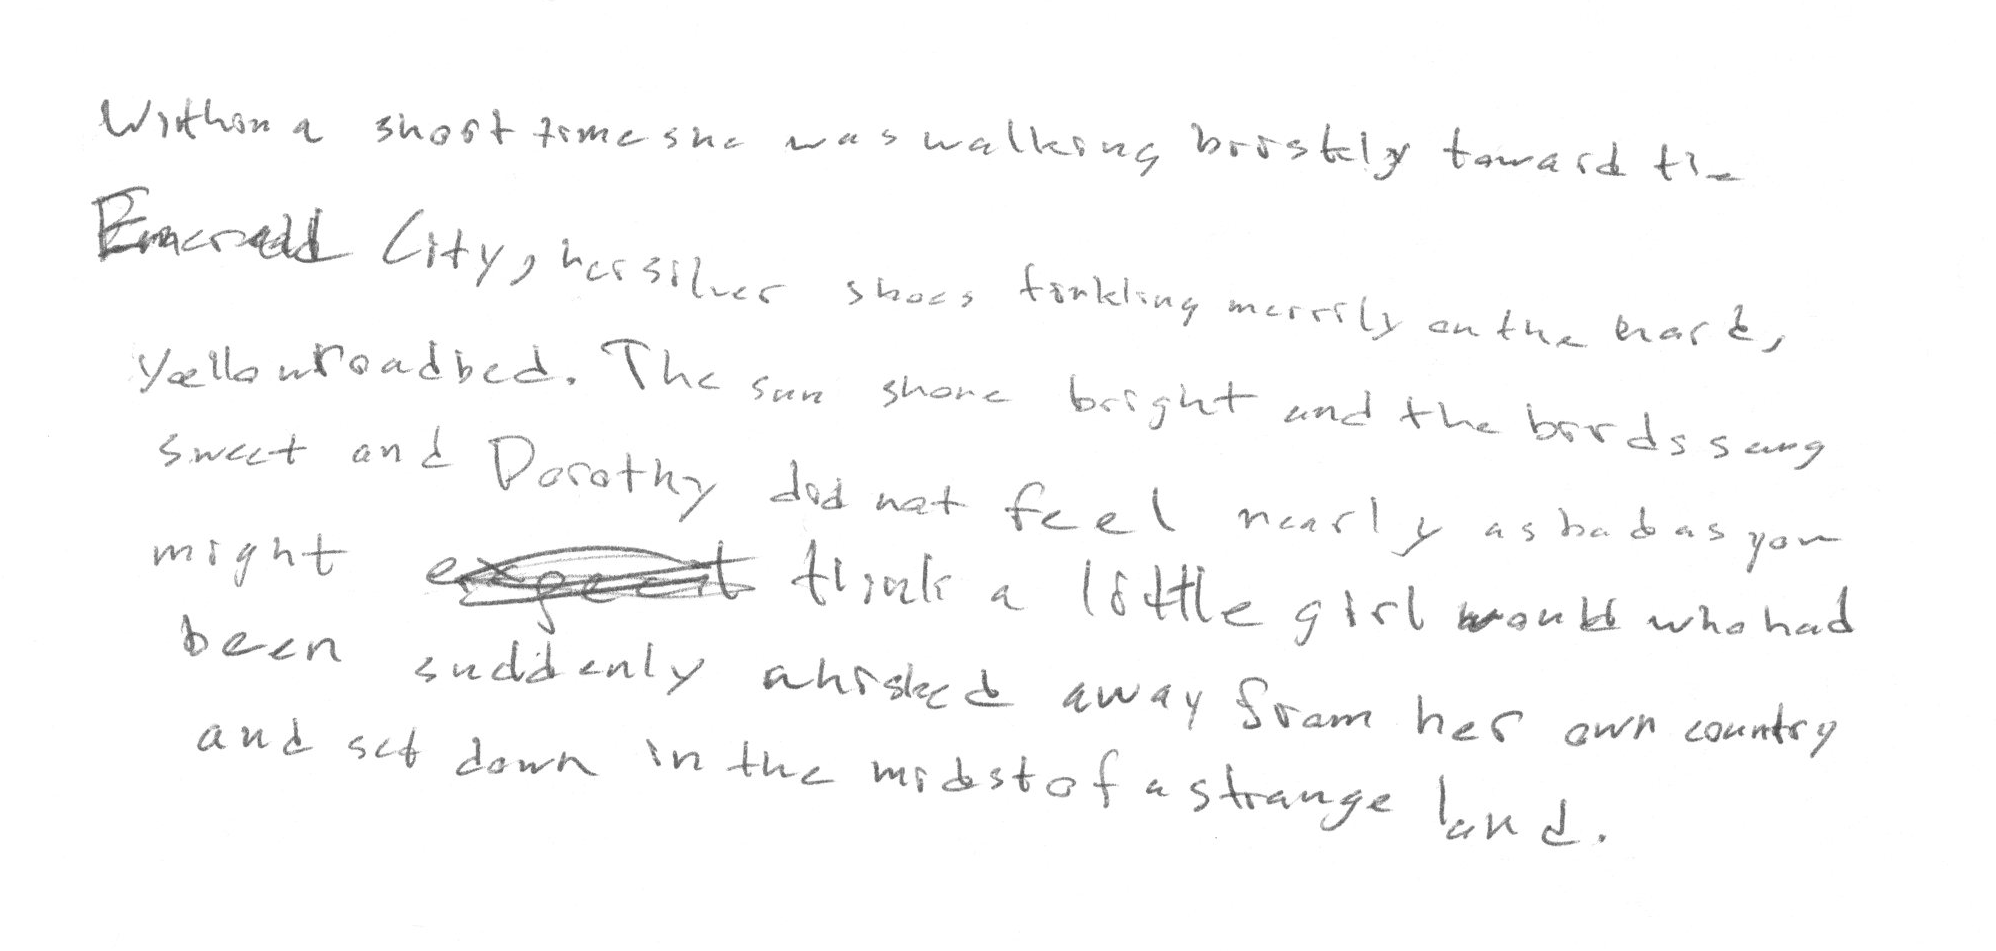 Within a short time she was walking briskly toward the
Emerald City, her silver shoes tinkling merrily on the hard,
yellow roadbed. The sun shone bright and the birds sang
sweet and Dorothy did not feel nearly as bad as you
might think a little girl would who had
been suddenly whisked away from her own country
and set down in the midst of a strange land.